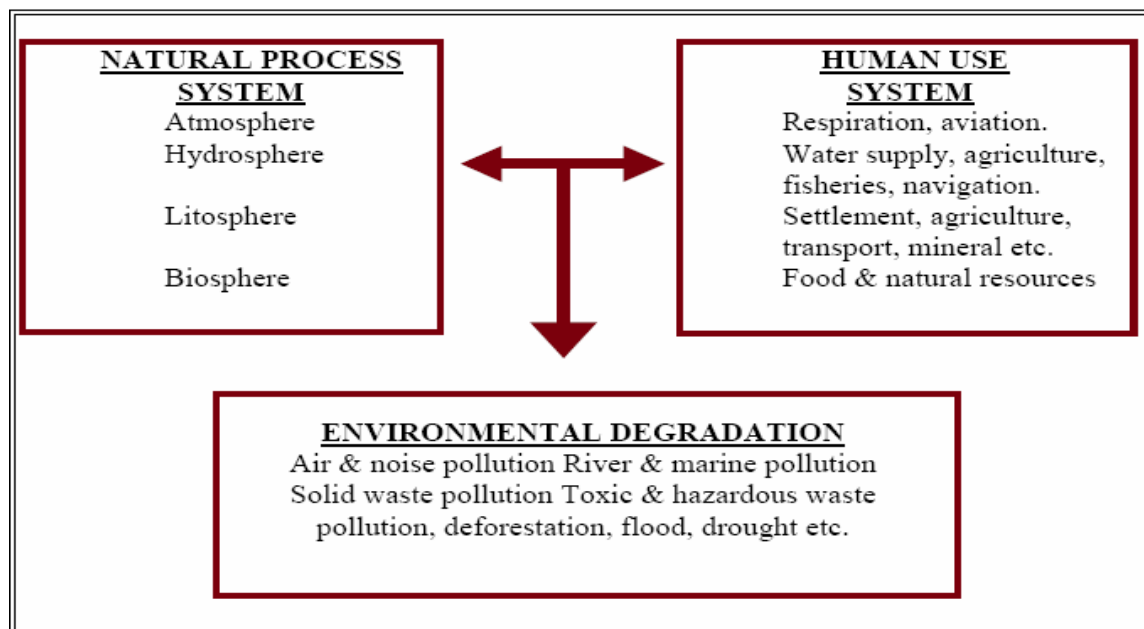 NATURAL PROCESS
SYSTEM
Atmosphere
Hydrosphere
Litosphere
Biosphere
HUMAN USE
SYSTEM
Respiration, aviation.
Water supply, agriculture,
fisheries, navigation.
Settlement, agriculture,
transport, mineral etc.
Food & natural resources
ENVIRONMENTAL DEGRADATION
Air & noise pollution River & marine pollution
Solid waste pollution Toxic & hazardous waste
pollution, deforestation, flood, drought etc.